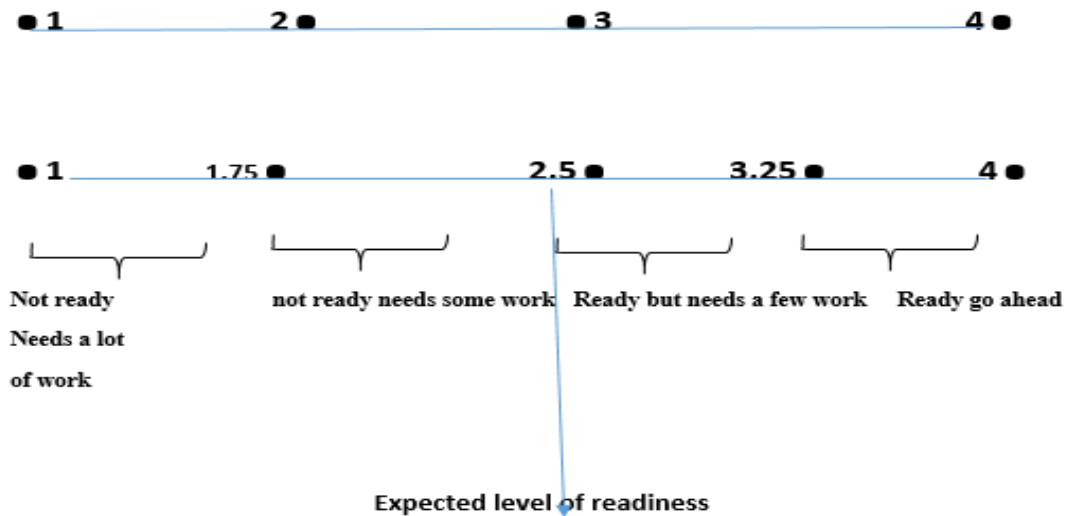 1 2 3 4
1 1.75 2.5 3.25 4
Not ready not ready needs some work Ready but needs a few work Ready go ahead
Needs a lot
of work
Expected level of readiness